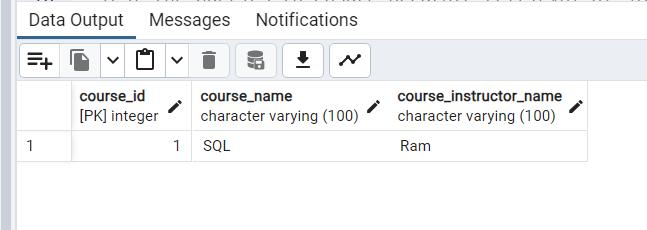 Data Output Messages Notifications
course_id course_name course_instructor_name
[PK] integer character varying (100) character varying (100)
1 1 SQL Ram